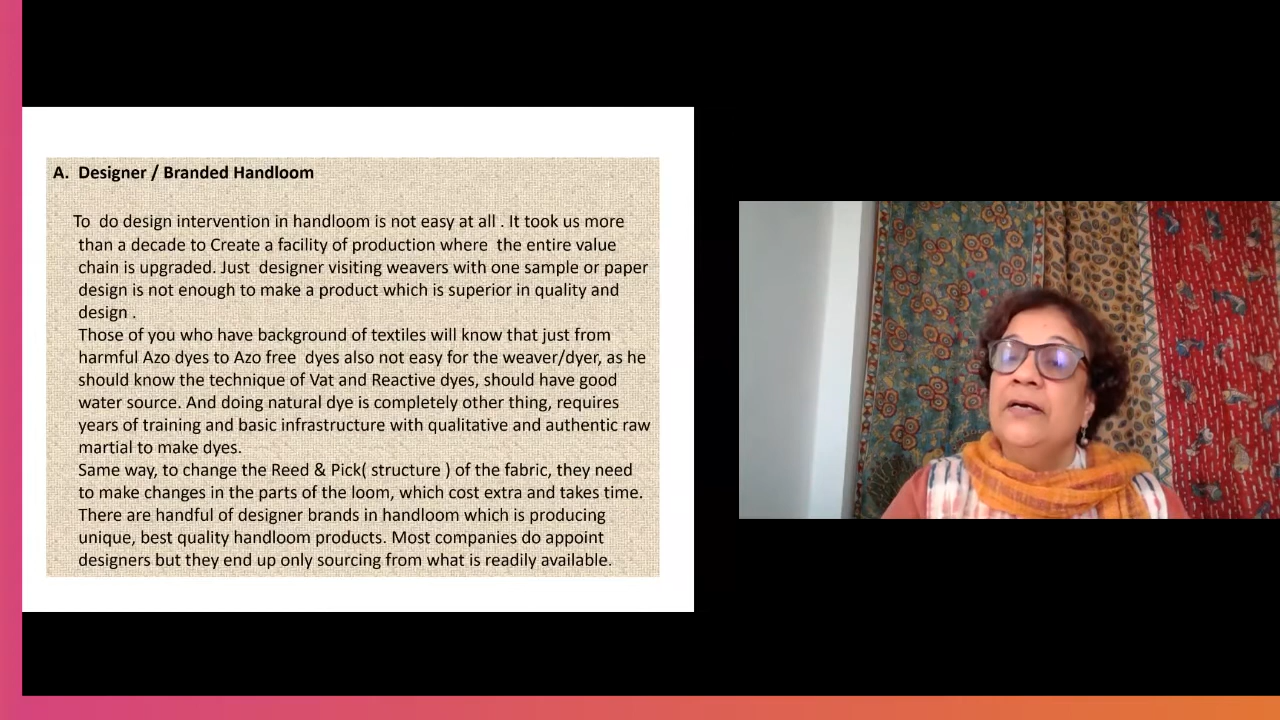 A. Designer / Branded Handloom
To do design intervention in handloom is not easy at all . It took us more
than a decade to Create a facility of production where the entire value
chain is upgraded. Just designer visiting weavers with one sample or paper
design is not enough to make a product which is superior in quality and
design .
Those of you who have background of textiles will know that just from
harmful Azo dyes to Azo free dyes also not easy for the weaver/dyer, as he
should know the technique of Vat and Reactive dyes, should have good
water source. And doing natural dye is completely other thing, requires
years of training and basic infrastructure with qualitative and authentic raw
martial to make dyes.
Same way, to change the Reed & Pick( structure ) of the fabric, they need
to make changes in the parts of the loom, which cost extra and takes time.
There are handful of designer brands in handloom which is producing
unique, best quality handloom products. Most companies do appoint
designers but they end up only sourcing from what is readily available.